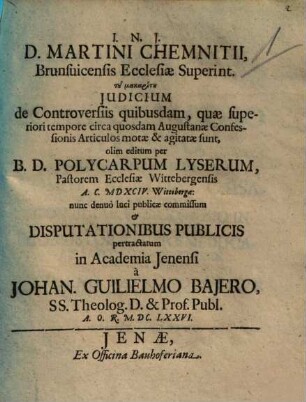 I. N. J.
D. MARTINI CHEMNITII,
Brunsuicensis Ecclesiæ Superint.
τῦ μακαρίτου
JUDICIUM
de Controversiis quibusdam, quæ supe-
riori tempore circa quosdam Augustanæ Confes-
sionis Articulos motæ & agitatæ sunt,
olim editum per
B. D. POLYCARPUM LYSERUM,
Pastorem Ecclesiæ Wittebergensis
A. C. MDXCIV. Wittebergæ:
nunc denuò luci publicæ commissum
&
DISPUTATIONIBUS PUBLICIS
pertractatum
in Academia Jenensi
à
JOHAN. GUILIELMO BAJERO,
SS. Theolog. D. & Prof. Publ.
A. O. R. M. DC. LXXVI.
JENÆ,
Ex Officina Bauhoferiana.